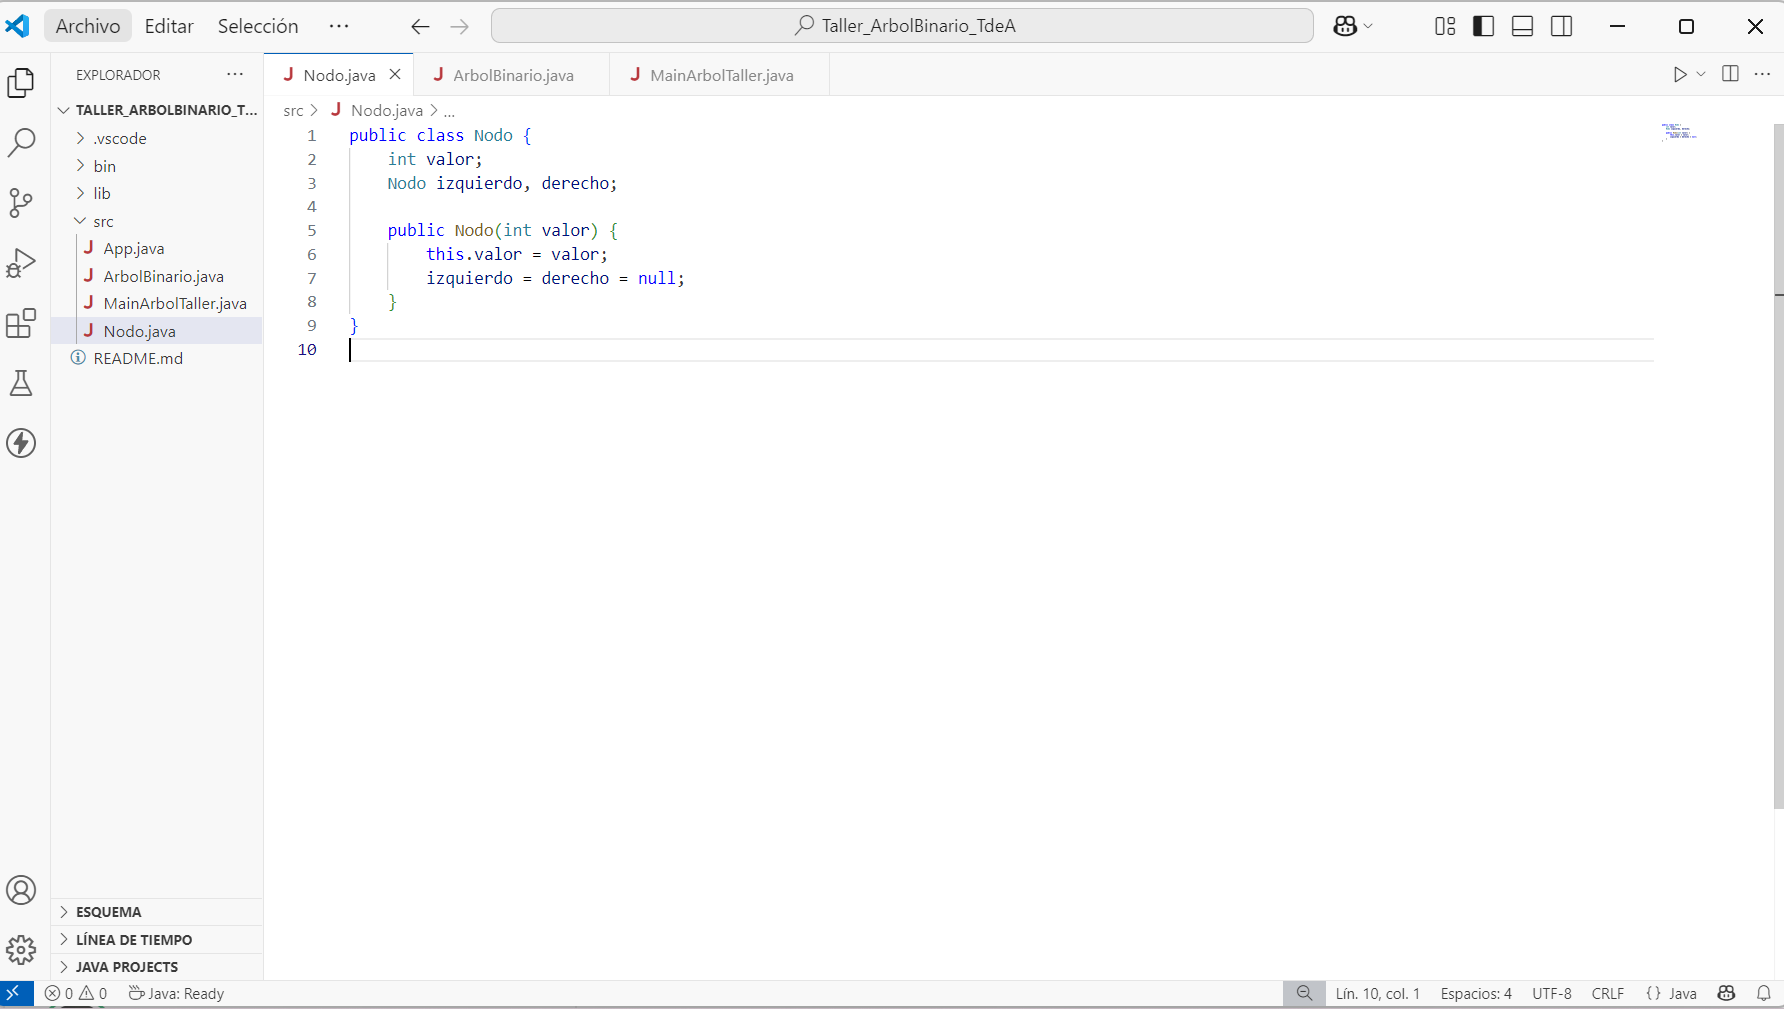 Archivo Editar Selección ... Taller_ArbolBinario_TdeA
EXPLORADOR ...
TALLER_ARBOLBINARIO_T...
.vscode
bin
lib
src
App.java
ArbolBinario.java
MainArbolTaller.java
Nodo.java
README.md
ESQUEMA
LÍNEA DE TIEMPO
JAVA PROJECTS
Nodo.java ArbolBinario.java MainArbolTaller.java
src > Nodo.java > ...
1 public class Nodo {
2     int valor;
3     Nodo izquierdo, derecho;
4
5     public Nodo(int valor) {
6         this.valor = valor;
7         izquierdo = derecho = null;
8     }
9 }
10
0 0 Java: Ready Lín. 10, col. 1 Espacios: 4 UTF-8 CRLF {} Java